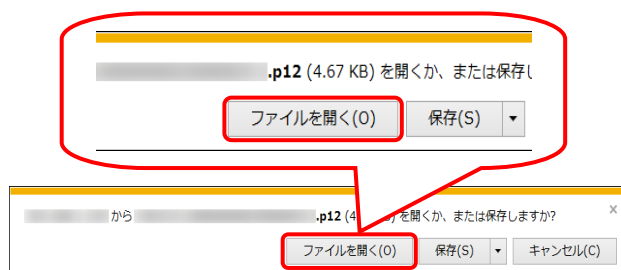 .p12 (4.67 KB) を開くか、または保存し
ファイルを開く(O) 保存(S)
から .p12 (4 を開くか、または保存しますか? x
ファイルを開く(O) 保存(S) キャンセル(C)